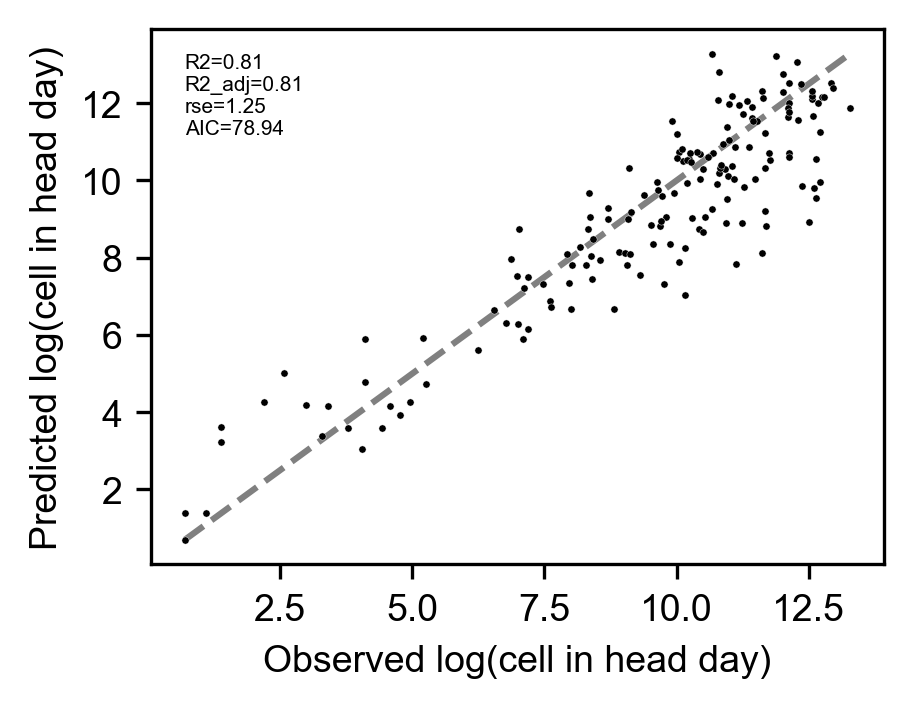 R2=0.81
R2_adj=0.81
rse=1.25
AIC=78.94
Predicted log(cell in head day)
12
10
8
6
4
2
2.5 5.0 7.5 10.0 12.5
Observed log(cell in head day)